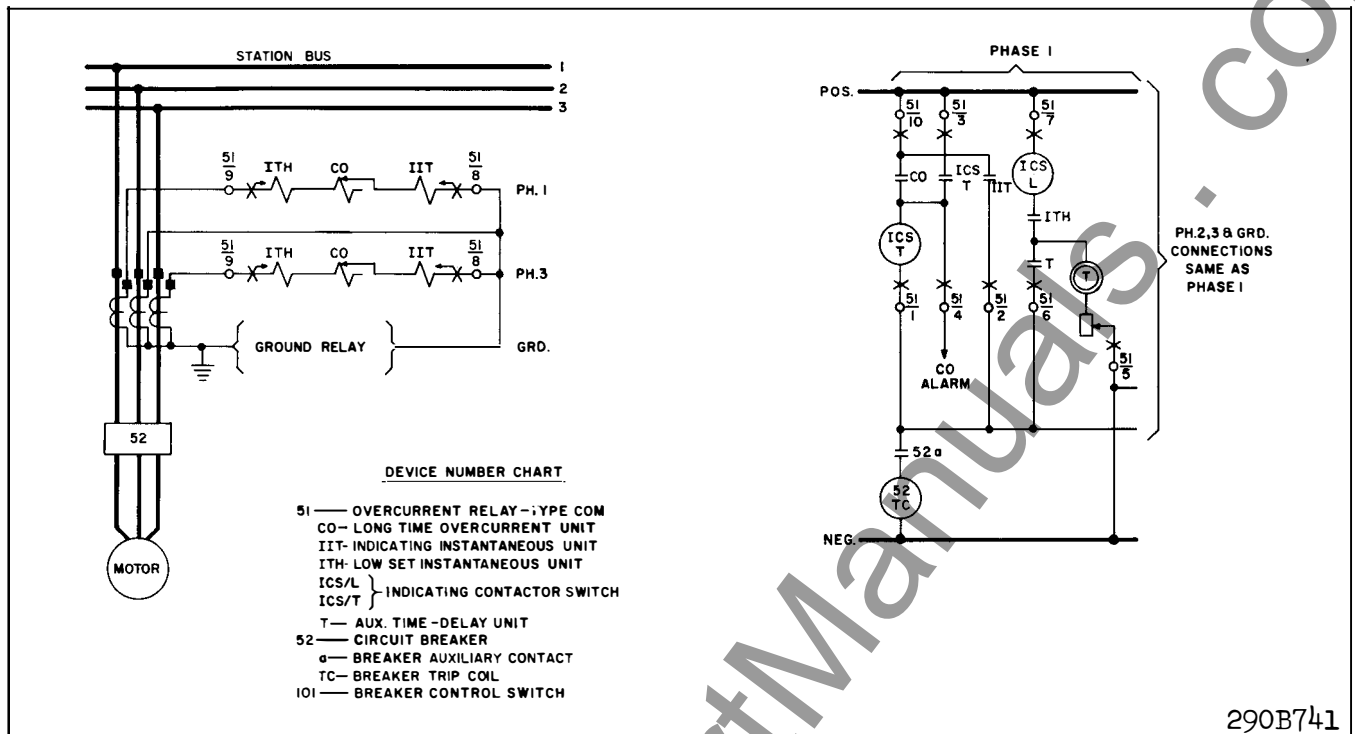 STATION BUS
1
2
3
51
9
ITH
CO
IIT
51
8
PH. 1
51
9
ITH
CO
IIT
51
8
PH.3
GROUND RELAY
GRD.
52
MOTOR
DEVICE NUMBER CHART
51 — OVERCURRENT RELAY-TYPE COM
CO- LONG TIME OVERCURRENT UNIT
IIT- INDICATING INSTANTANEOUS UNIT
ITH- LOW SET INSTANTANEOUS UNIT
ICS/L
ICS/T
INDICATING CONTACTOR SWITCH
T— AUX. TIME-DELAY UNIT
52 — CIRCUIT BREAKER
a— BREAKER AUXILIARY CONTACT
TC— BREAKER TRIP COIL
101 — BREAKER CONTROL SWITCH
PHASE 1
POS.
51
10
51
3
51
7
CO
ICS
T
IIT
ICS
L
ITH
ICS
T
T
T
51
1
51
4
51
2
51
6
51
5
CO
ALARM
52a
52
TC
NEG.
PH.2,3 & GRD.
CONNECTIONS
SAME AS
PHASE 1
290B741
rtManuals . co